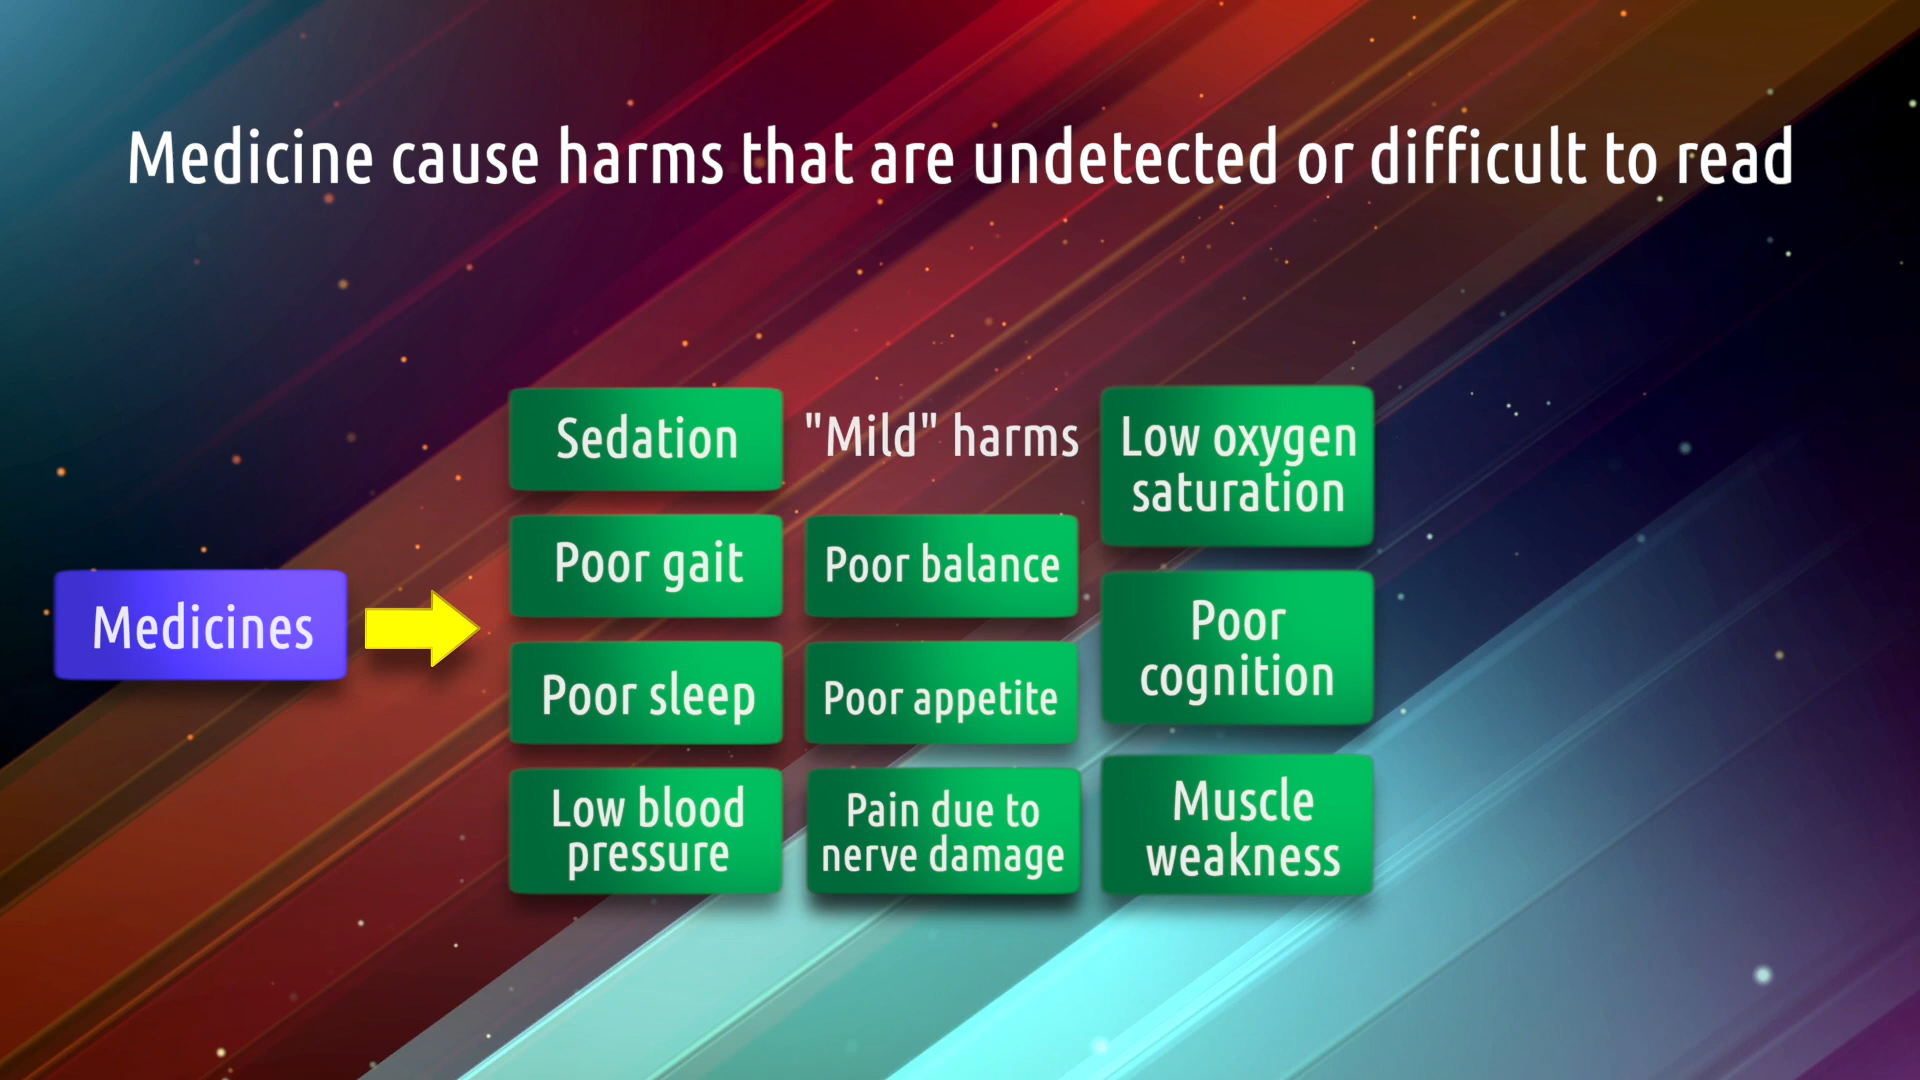 Medicine cause harms that are undetected or difficult to read
Medicines
"Mild" harms
Sedation
Poor gait
Poor sleep
Low blood
pressure
Poor balance
Poor appetite
Pain due to
nerve damage
Low oxygen
saturation
Poor
cognition
Muscle
weakness